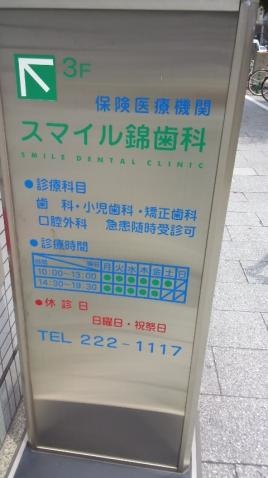 3F
保険医療機関
スマイル錦歯科
SMILE DENTAL CLINIC
●診療科目
歯 科・小児歯科・矯正歯科
口腔外科 急患随時受診可
●診療時間
時間 曜日 月 火 水 木 金 土 日
10:00~13:00 ● ● ● ● ● ●
14:30~19:30 ● ● ● ● ●
●休診日
日曜日・祝祭日
TEL 222-1117